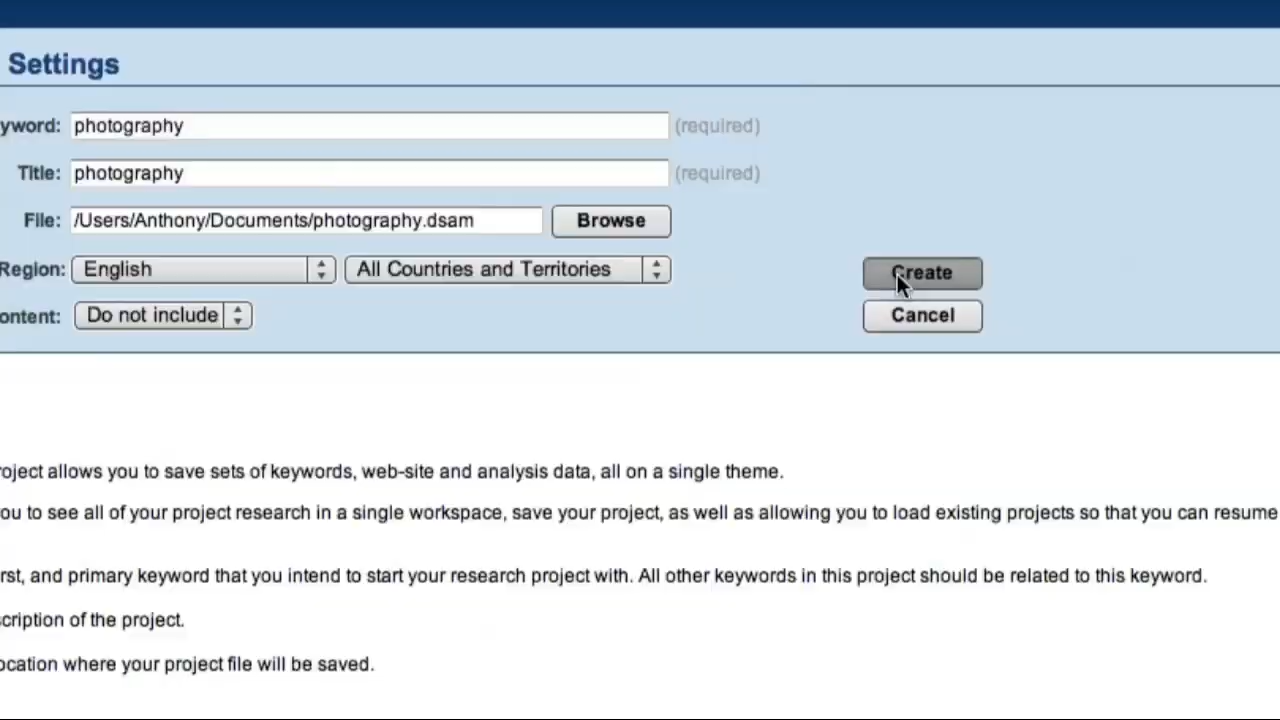 Settings
yword: photography (required)
Title: photography (required)
File: /Users/Anthony/Documents/photography.dsam Browse
Region: English All Countries and Territories Create
ontent: Do not include Cancel
roject allows you to save sets of keywords, web-site and analysis data, all on a single theme.
ou to see all of your project research in a single workspace, save your project, as well as allowing you to load existing projects so that you can resume
rst, and primary keyword that you intend to start your research project with. All other keywords in this project should be related to this keyword.
scription of the project.
ocation where your project file will be saved.